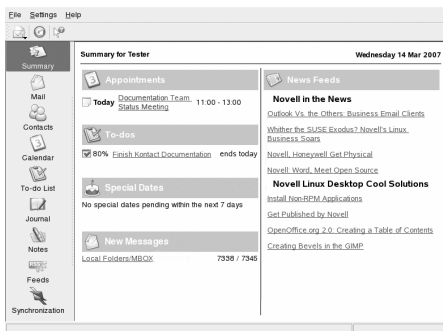 File Settings Help
Summary
Mail
Contacts
Calendar
To-do List
Journal
Notes
Feeds
Synchronization
Summary for Tester
Wednesday 14 Mar 2007
Appointments
Today Documentation Team Status Meeting 11:00 - 13:00
To-dos
80% Finish Kontact Documentation ends today
Special Dates
No special dates pending within the next 7 days
New Messages
Local Folders/MBOX 7338 / 7345
News Feeds
Novell in the News
Outlook Vs. the Others: Business Email Clients
Whither the SUSE Exodus? Novell's Linux
Business Soars
Novell, Honeywell Get Physical
Novell: Word, Meet Open Source
Novell Linux Desktop Cool Solutions
Install Non-RPM Applications
Get Published by Novell
OpenOffice.org 2.0: Creating a Table of Contents
Creating Bevels in the GIMP